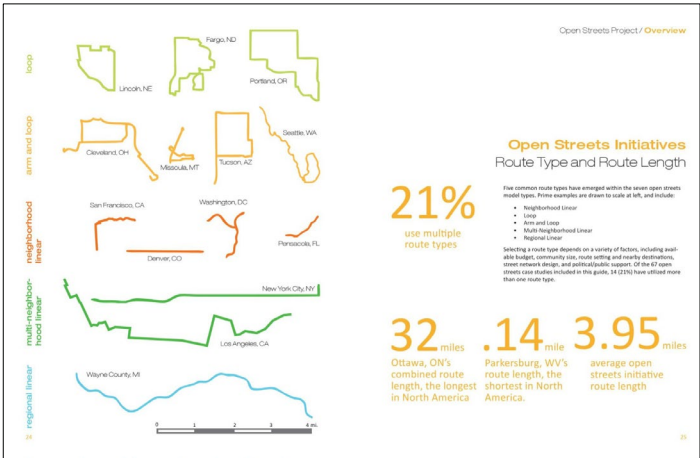 loop
Lincoln, NE
Fargo, ND
Portland, OR
arm and loop
Cleveland, OH
Missoula, MT
Tucson, AZ
Seattle, WA
neighborhood
linear
San Francisco, CA
Washington, DC
Denver, CO
Pensacola, FL
multi-neighbor-
hood linear
New York City, NY
Los Angeles, CA
regional linear
Wayne County, MI
0 1 2 3 4 mi.
24
Open Streets Project / Overview
Open Streets Initiatives
Route Type and Route Length
21%
use multiple
route types
Five common route types have emerged within the seven open streets
model types. Prime examples are drawn to scale at left, and include:
• Neighborhood Linear
• Loop
• Arm and Loop
• Multi-Neighborhood Linear
• Regional Linear
Selecting a route type depends on a variety of factors, including avail-
able budget, community size, route setting and nearby destinations,
street network design, and political/public support. Of the 67 open
streets case studies included in this guide, 14 (21%) have utilized more
than one route type.
32 miles
Ottawa, ON's
combined route
length, the longest
in North America
.14 mile
Parkersburg, WV's
route length, the
shortest in North
America.
3.95 miles
average open
streets initiative
route length
25